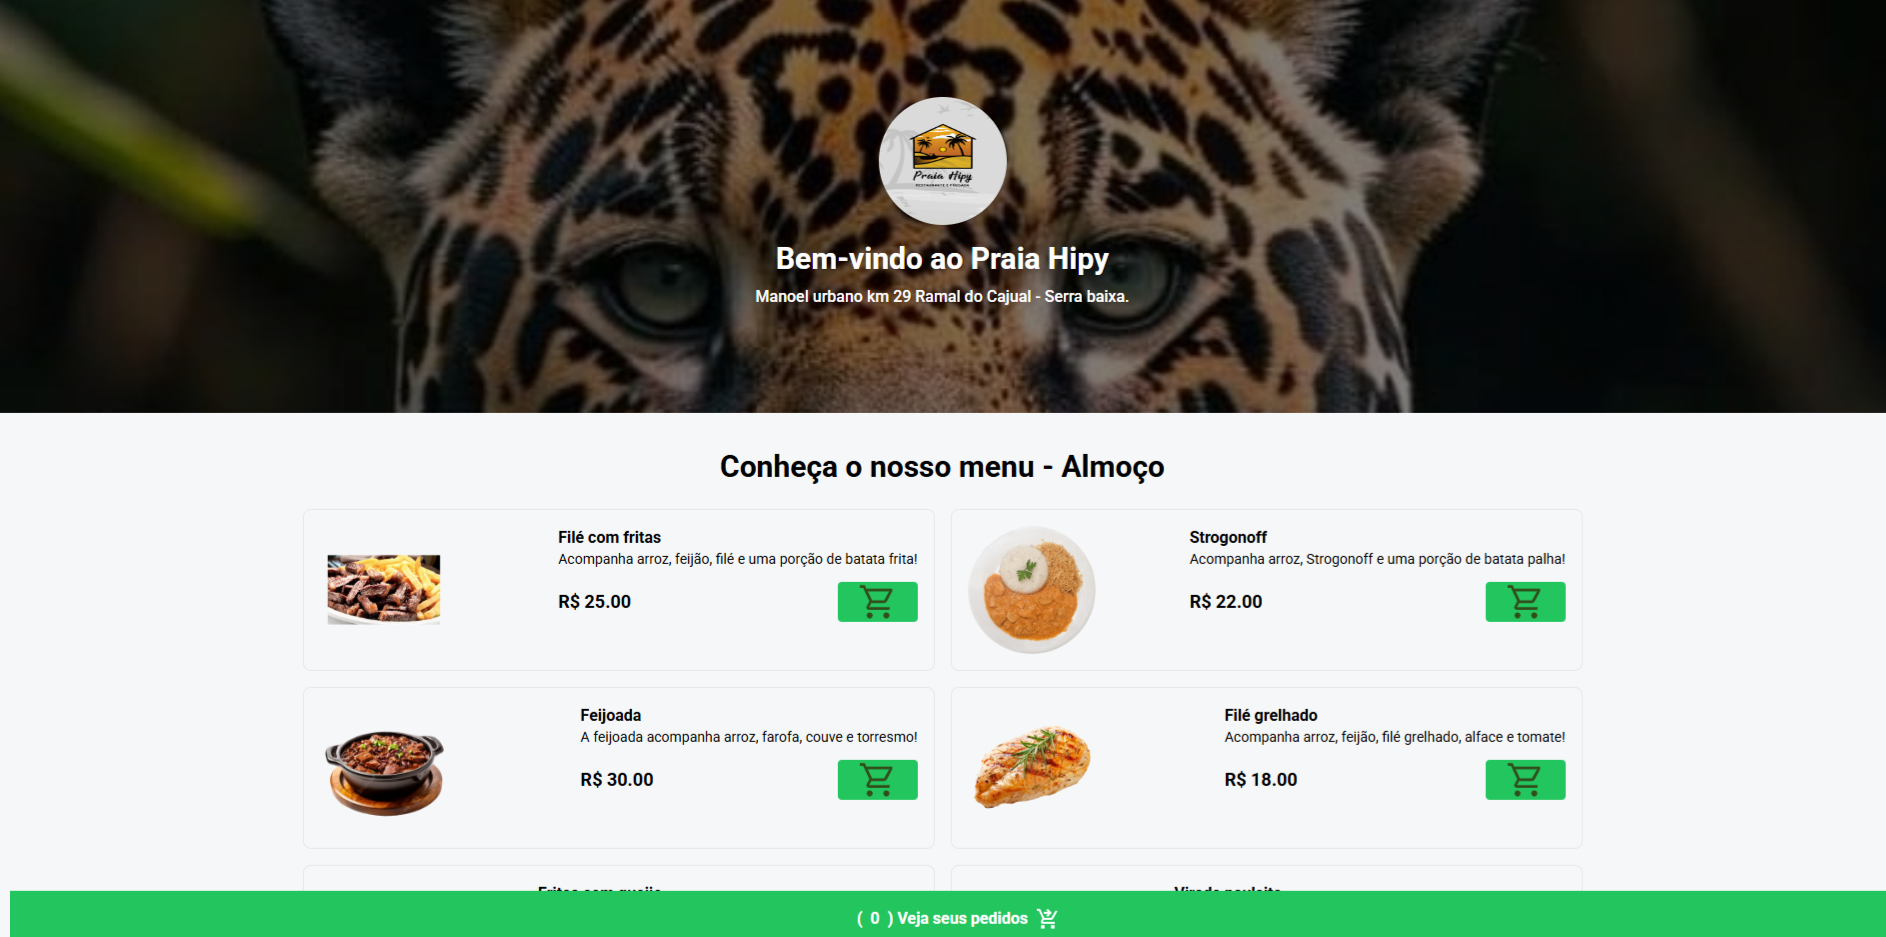 Praia Hipy
RESTAURANTE E POUSADA
Bem-vindo ao Praia Hipy
Manoel urbano km 29 Ramal do Cajual - Serra baixa.
Conheça o nosso menu - Almoço
Filé com fritas
Acompanha arroz, feijão, filé e uma porção de batata frita!
R$ 25.00
Strogonoff
Acompanha arroz, Strogonoff e uma porção de batata palha!
R$ 22.00
Feijoada
A feijoada acompanha arroz, farofa, couve e torresmo!
R$ 30.00
Filé grelhado
Acompanha arroz, feijão, filé grelhado, alface e tomate!
R$ 18.00
( 0 ) Veja seus pedidos